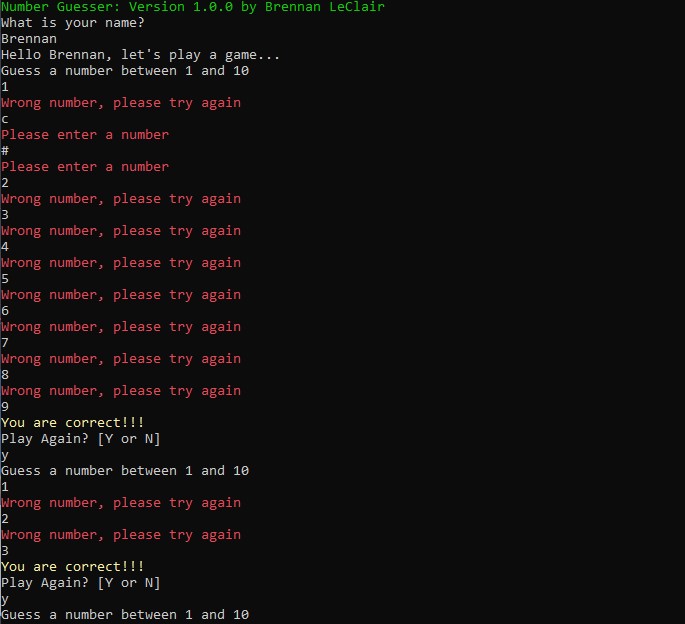 Number Guesser: Version 1.0.0 by Brennan LeClair
What is your name?
Brennan
Hello Brennan, let's play a game...
Guess a number between 1 and 10
1
Wrong number, please try again
c
Please enter a number
#
Please enter a number
2
Wrong number, please try again
3
Wrong number, please try again
4
Wrong number, please try again
5
Wrong number, please try again
6
Wrong number, please try again
7
Wrong number, please try again
8
Wrong number, please try again
9
You are correct!!!
Play Again? [Y or N]
y
Guess a number between 1 and 10
1
Wrong number, please try again
2
Wrong number, please try again
3
You are correct!!!
Play Again? [Y or N]
y
Guess a number between 1 and 10